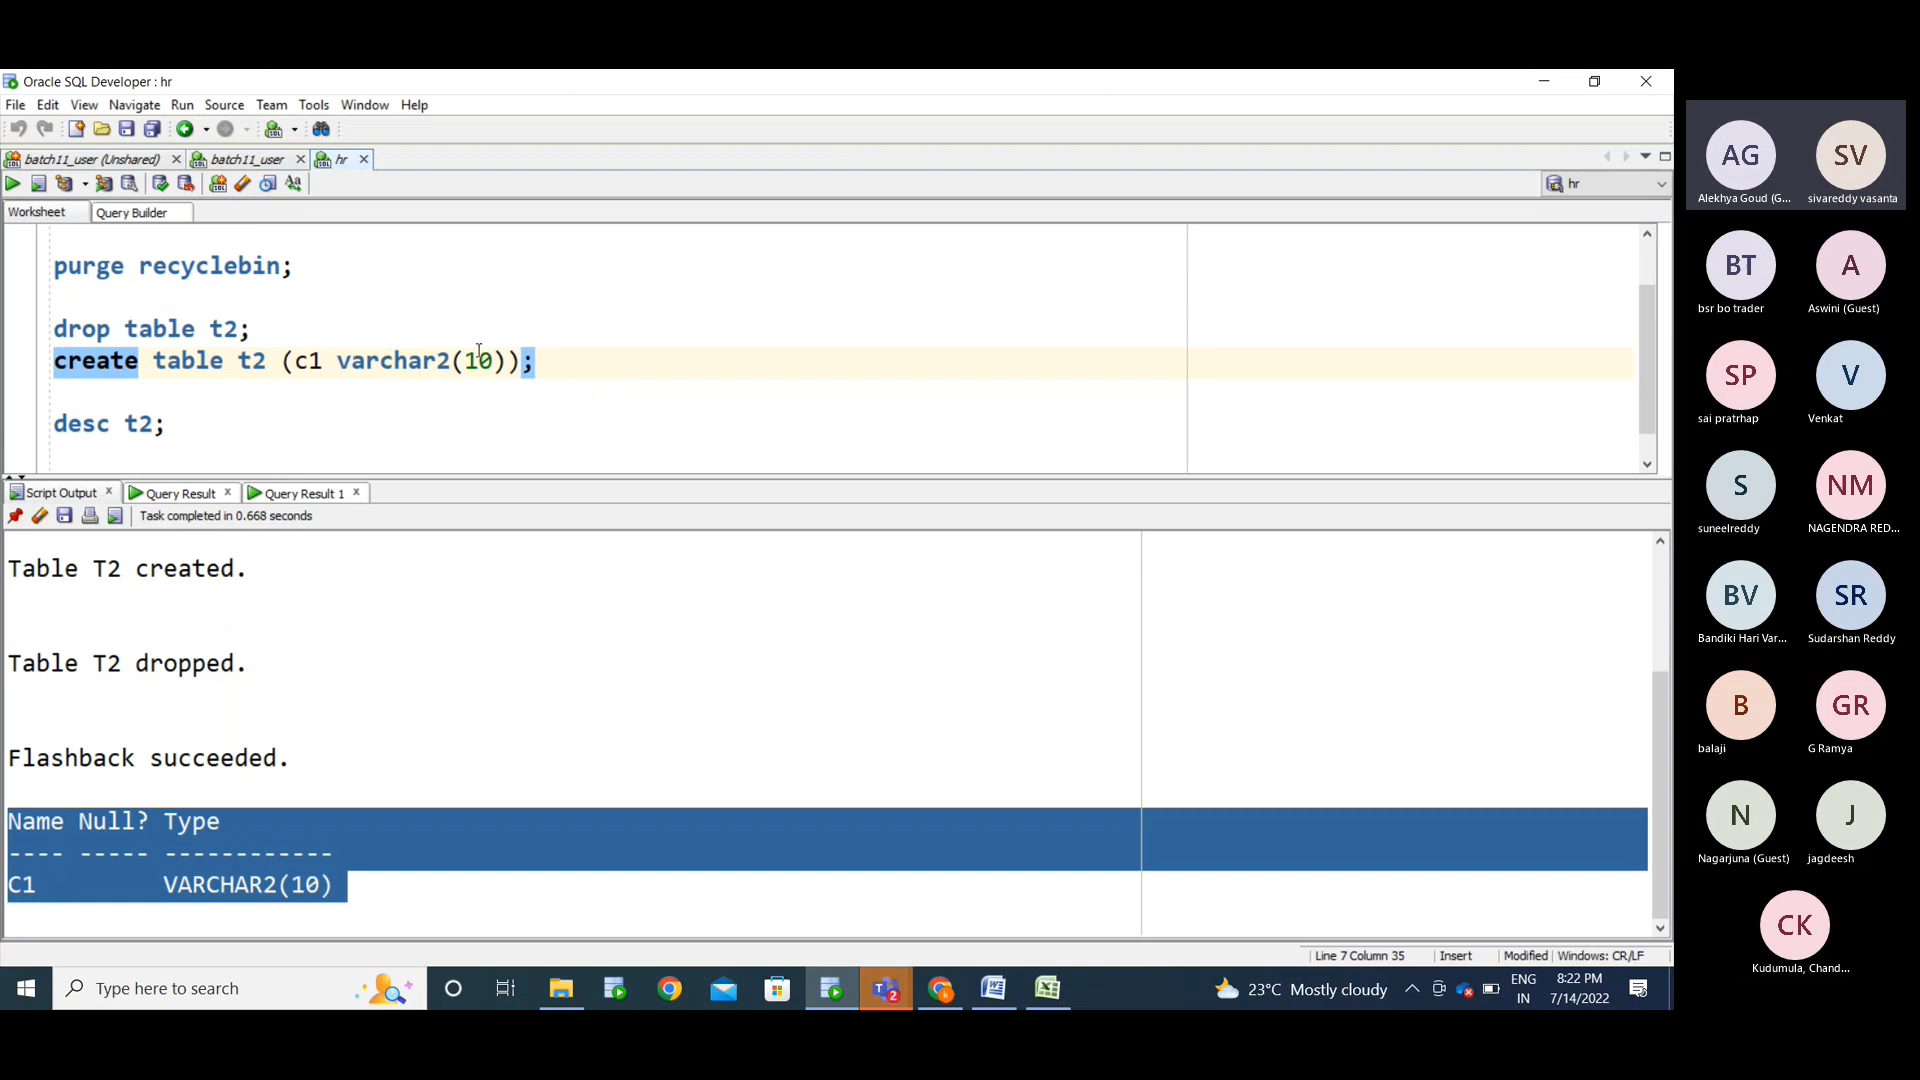 Oracle SQL Developer : hr
File Edit View Navigate Run Source Team Tools Window Help
batch11_user (Unshared) batch11_user hr
hr
Worksheet Query Builder
purge recyclebin;
drop table t2;
create table t2 (c1 varchar2(10));
desc t2;
Script Output Query Result Query Result 1
Task completed in 0.668 seconds
Table T2 created.
Table T2 dropped.
Flashback succeeded.
Name Null? Type
---- ----- ------------
C1 VARCHAR2(10)
Line 7 Column 35 Insert Modified Windows: CR/LF
Type here to search
2
23°C Mostly cloudy
ENG
IN
8:22 PM
7/14/2022
AG SV
Alekhya Goud (G... sivareddy vasanta
BT A
bsr bo trader Aswini (Guest)
SP V
sai pratrhap Venkat
S NM
suneelreddy NAGENDRA RED...
BV SR
Bandiki Hari Var... Sudarshan Reddy
B GR
balaji G Ramya
N J
Nagarjuna (Guest) jagdeesh
CK
Kudumula, Chand...